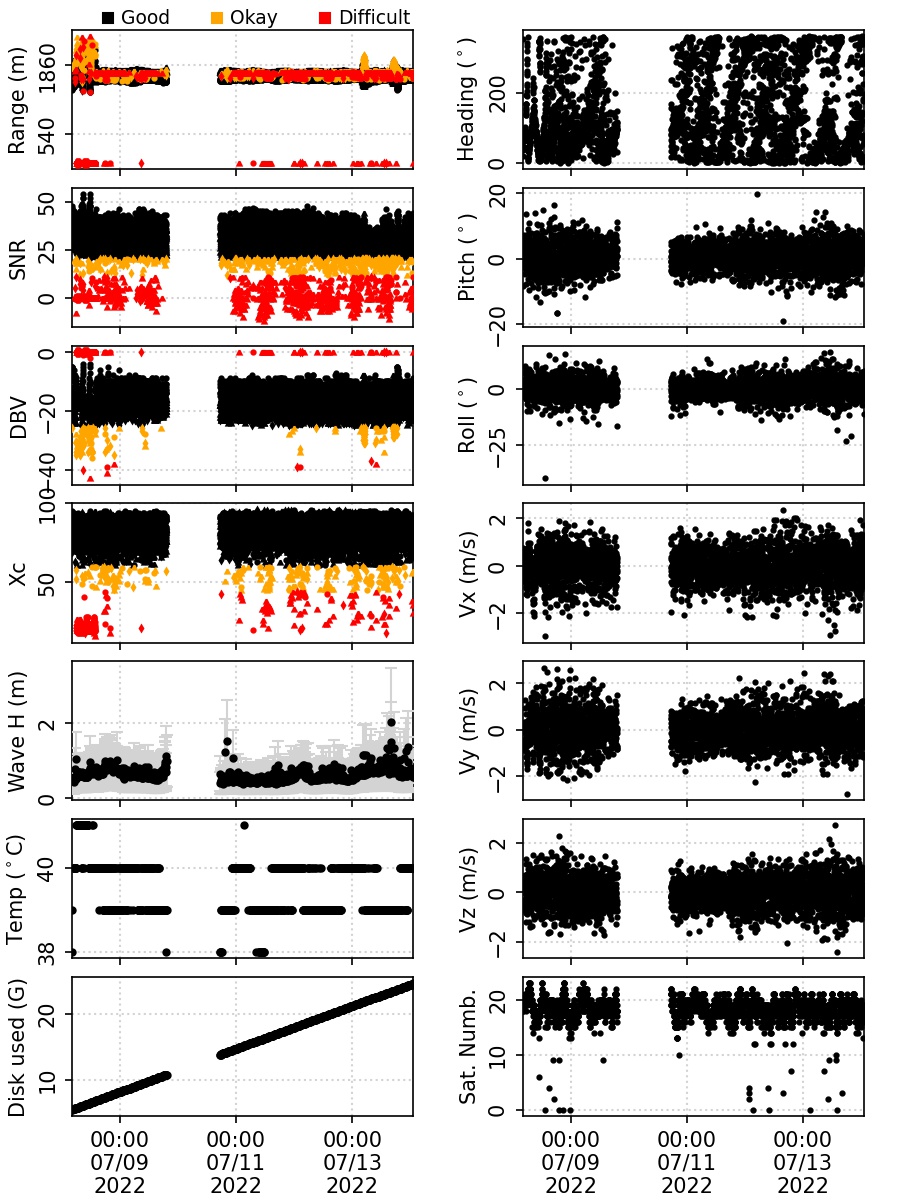 Good Okay Difficult
Range (m)
1860
540
Heading (°)
200
0
SNR
50
25
0
Pitch (°)
20
0
−20
DBV
0
−20
−40
Roll (°)
0
−25
Xc
100
50
Vx (m/s)
2
0
−2
Wave H (m)
2
0
Vy (m/s)
2
0
−2
Temp (°C)
40
38
Vz (m/s)
2
0
−2
Disk used (G)
20
10
Sat. Numb.
20
10
0
00:00 00:00 00:00
07/09 07/11 07/13
2022 2022 2022
00:00 00:00 00:00
07/09 07/11 07/13
2022 2022 2022